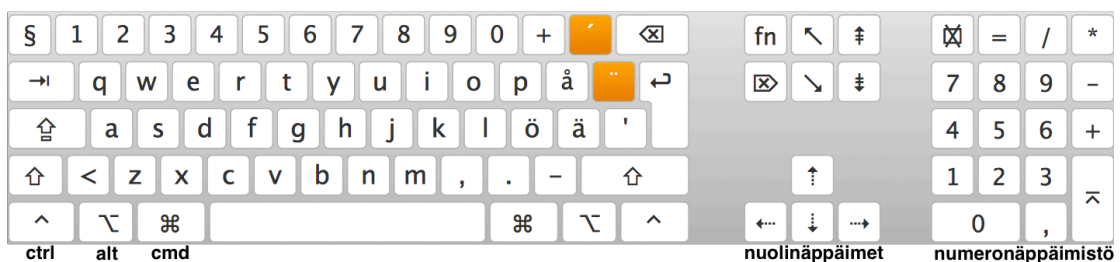 § 1 2 3 4 5 6 7 8 9 0 + ´ ⌫ fn ↖ ⇞ ⌧ = / *
⇥ q w e r t y u i o p å ¨ ↩ ⌦ ↘ ⇟ 7 8 9 -
⇪ a s d f g h j k l ö ä ' 4 5 6 +
⇧ < z x c v b n m , . - ⇧ ⇡ 1 2 3 ⌅
^ ⌥ ⌘ ⌘ ⌥ ^ ⇠ ⇣ ⇢ 0 ,
ctrl alt cmd nuolinäppäimet numeronäppäimistö